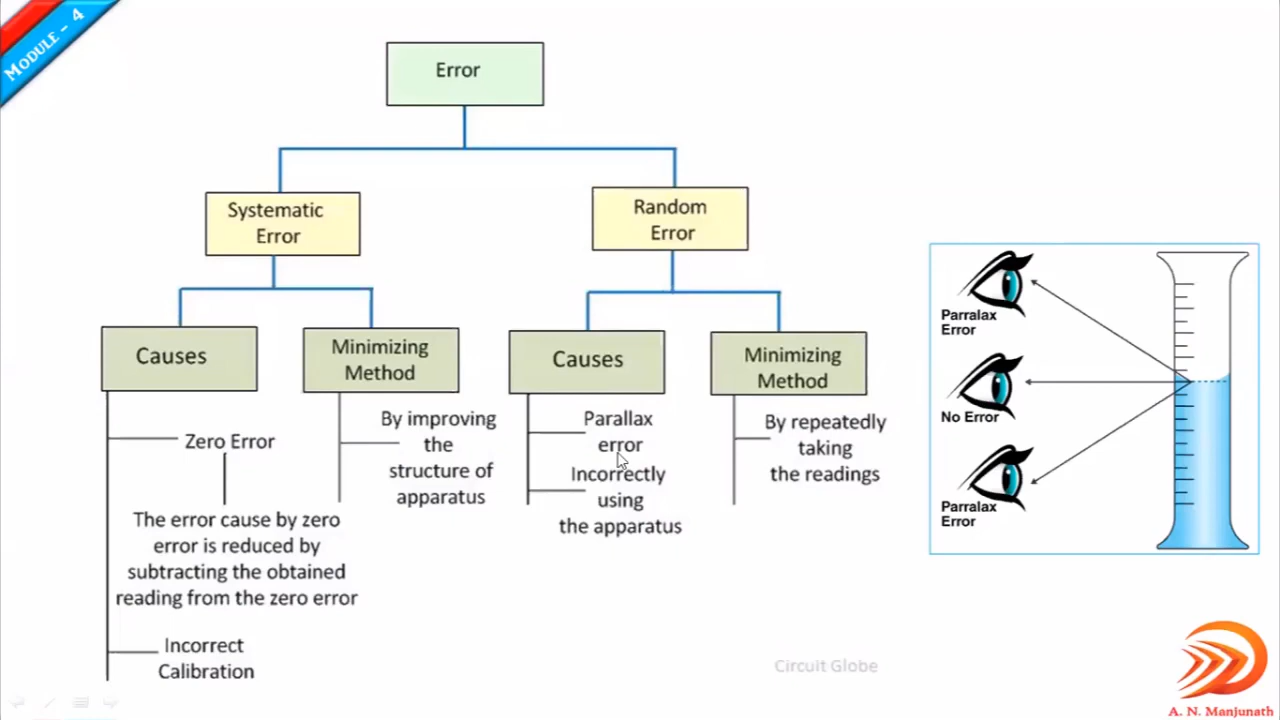 MODULE – 4
Error
Systematic
Error
Random
Error
Causes
Minimizing
Method
Causes
Minimizing
Method
Zero Error
The error cause by zero
error is reduced by
subtracting the obtained
reading from the zero error
Incorrect
Calibration
By improving
the
structure of
apparatus
Parallax
error
Incorrectly
using
the apparatus
By repeatedly
taking
the readings
Parralax
Error
No Error
Parralax
Error
Circuit Globe
A. N. Manjunath